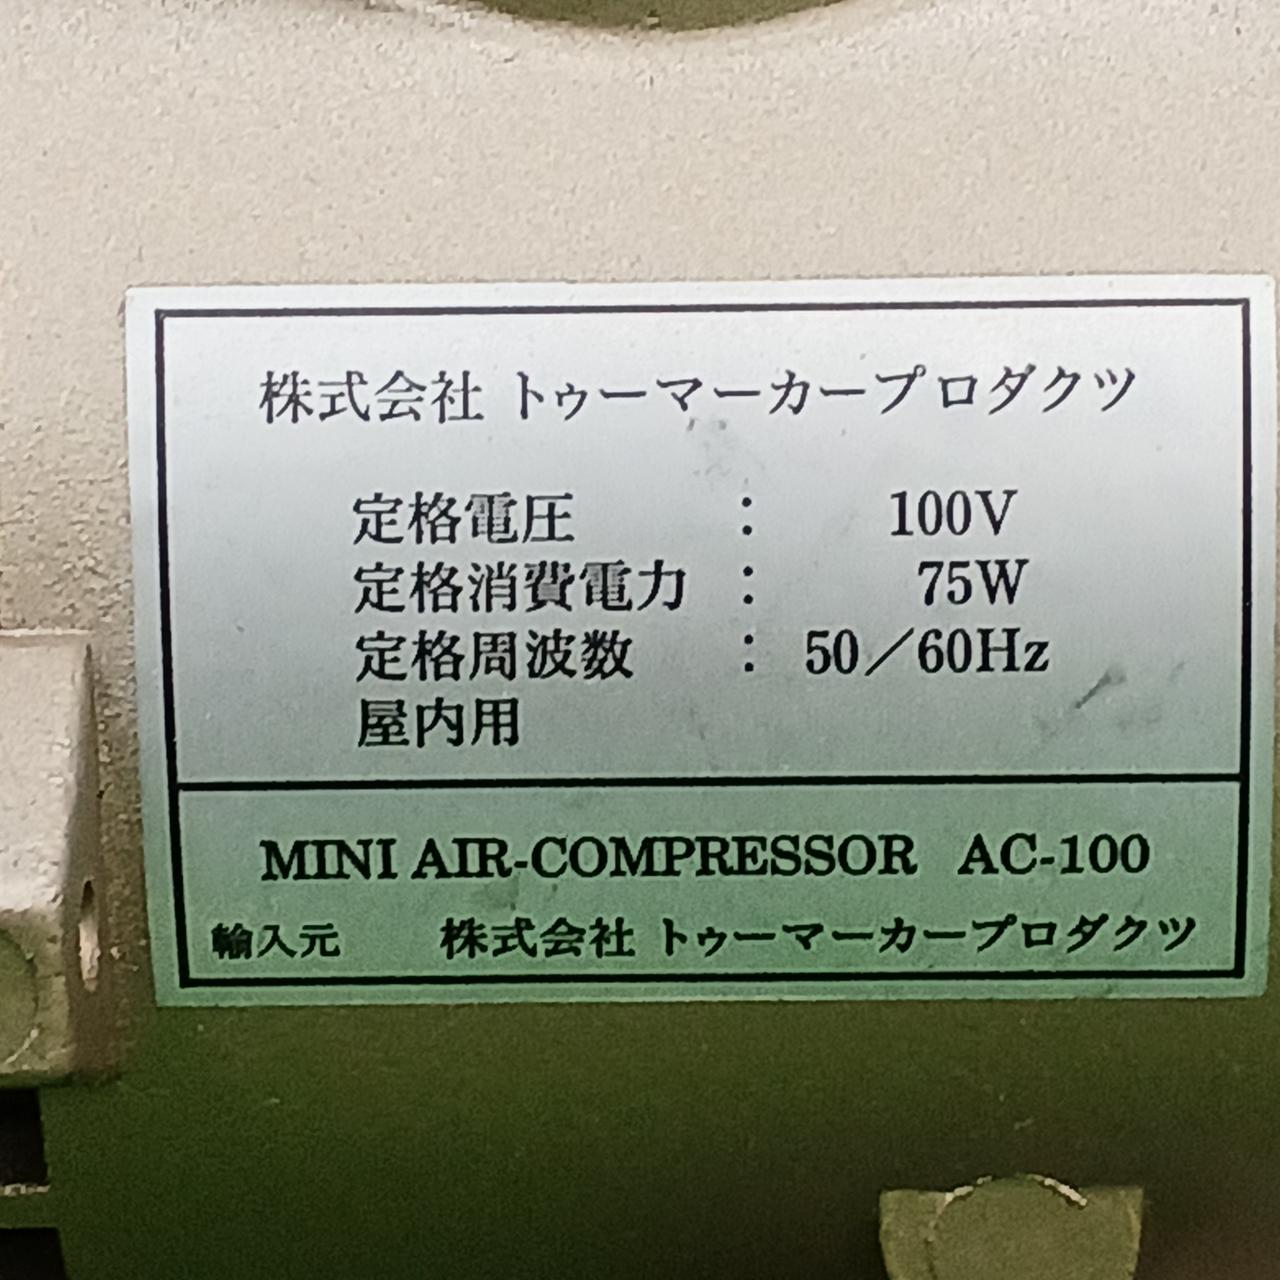 株式会社 トゥーマーカープロダクツ
定格電圧 : 100V
定格消費電力 : 75W
定格周波数 : 50／60Hz
屋内用
MINI AIR-COMPRESSOR AC-100
輸入元 株式会社 トゥーマーカープロダクツ